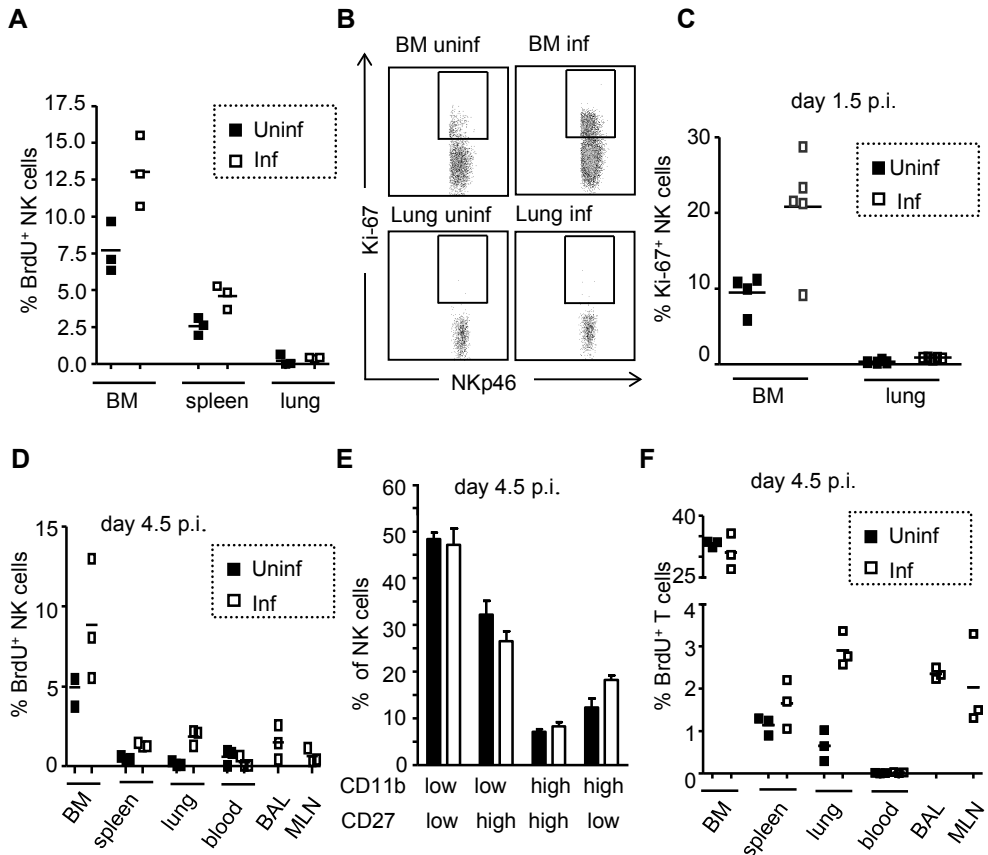 A
% BrdU⁺ NK cells
17.5
15.0
12.5
10.0
7.5
5.0
2.5
0.0
Uninf
Inf
BM
spleen
lung
B
BM uninf
BM inf
Lung uninf
Lung inf
Ki-67
NKp46
C
day 1.5 p.i.
% Ki-67⁺ NK cells
30
20
10
0
Uninf
Inf
BM
lung
D
day 4.5 p.i.
% BrdU⁺ NK cells
15
10
5
0
Uninf
Inf
BM
spleen
lung
blood
BAL
MLN
E
day 4.5 p.i.
% of NK cells
60
50
40
30
20
10
0
CD11b low low high high
CD27 low high high low
F
day 4.5 p.i.
% BrdU⁺ T cells
40
25
4
3
2
1
0
Uninf
Inf
BM
spleen
lung
blood
BAL
MLN